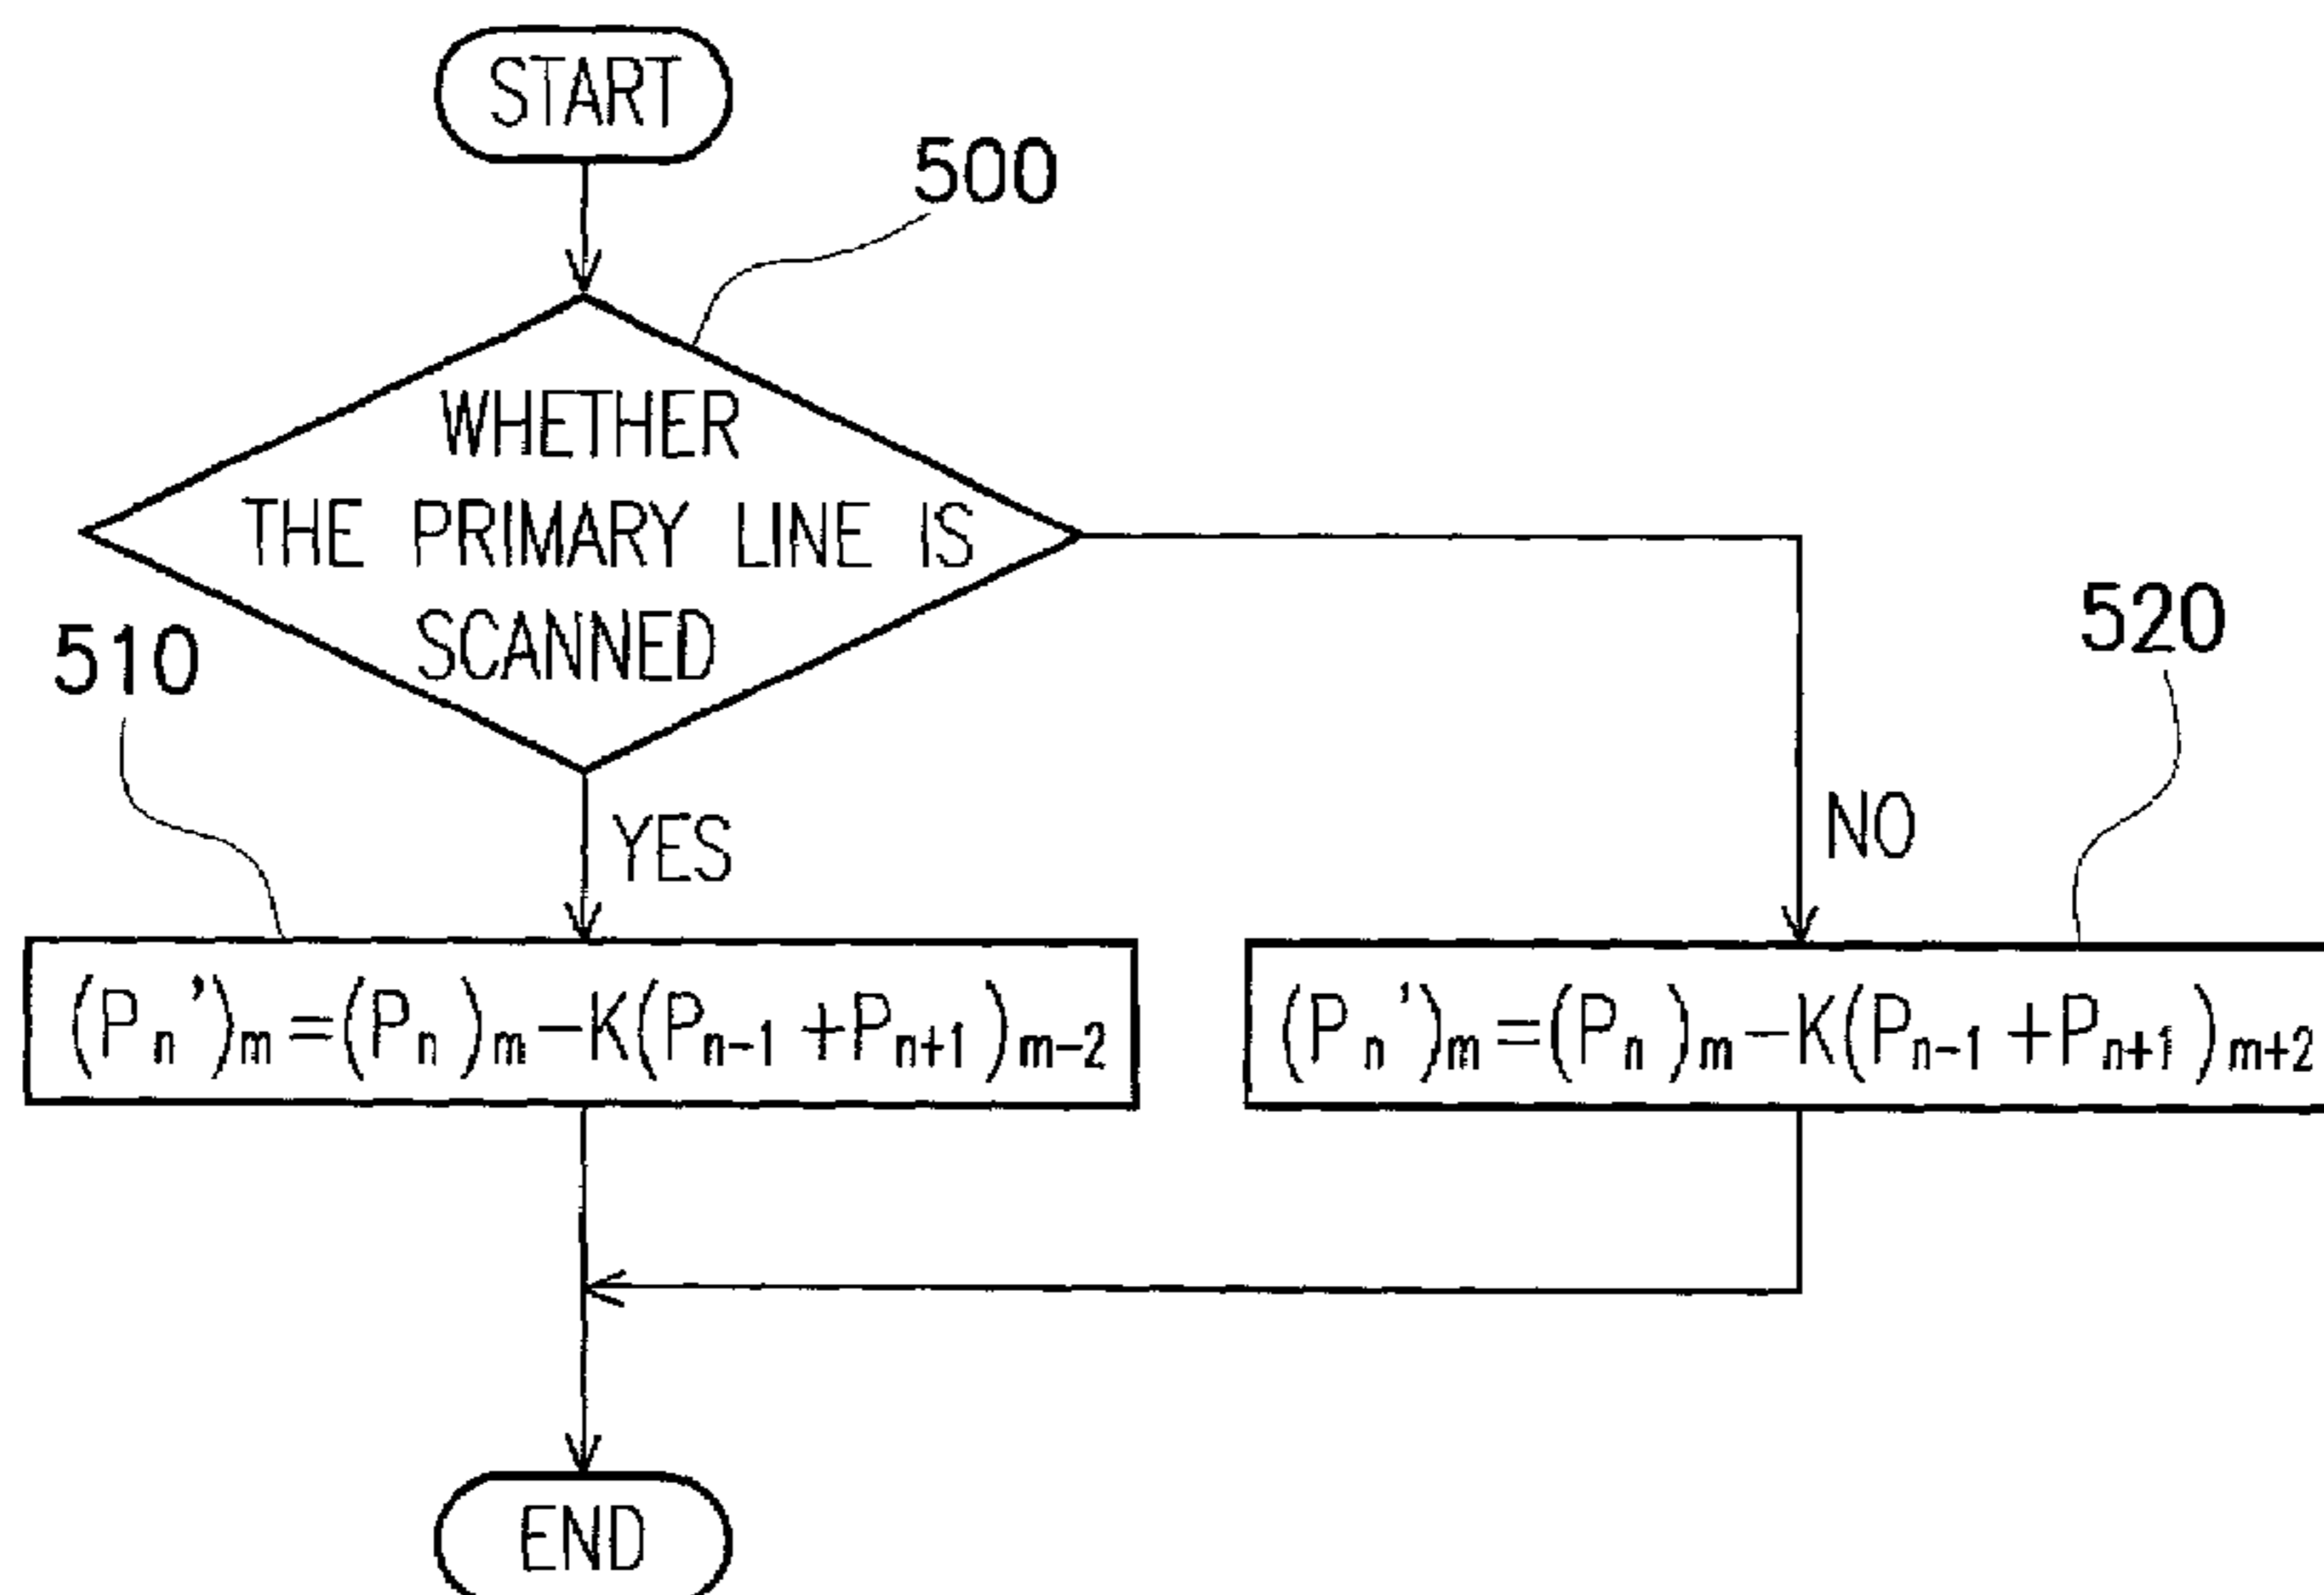 START
500
WHETHER
THE PRIMARY LINE IS
SCANNED
510
520
YES
NO
(Pn')m=(Pn)m-K(Pn-1+Pn+1)m-2
(Pn')m=(Pn)m-K(Pn-1+Pn+1)m+2
END